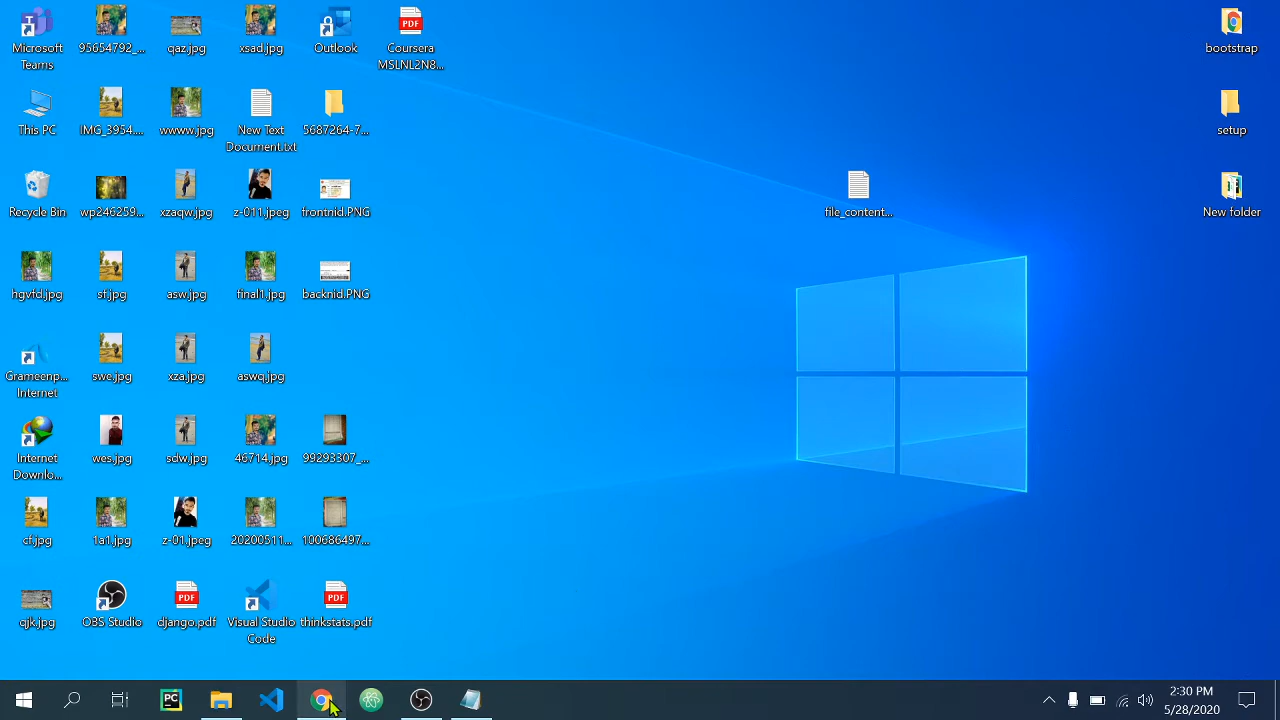 Microsoft
Teams
95654792_...
qaz.jpg
xsad.jpg
Outlook
PDF
Coursera
MSLNL2N8...
bootstrap
This PC
IMG_3954....
wwww.jpg
New Text
Document.txt
5687264-7...
setup
Recycle Bin
wp246259...
xzaqw.jpg
z-011.jpeg
frontnid.PNG
file_content...
New folder
hgvfd.jpg
sf.jpg
asw.jpg
final1.jpg
backnid.PNG
Grameenp...
Internet
swe.jpg
xza.jpg
aswq.jpg
Internet
Downlo...
wes.jpg
sdw.jpg
46714.jpg
99293307_...
cf.jpg
1a1.jpg
z-01.jpeg
20200511...
100686497...
qjk.jpg
OBS Studio
PDF
django.pdf
Visual Studio
Code
PDF
thinkstats.pdf
PC
2:30 PM
5/28/2020